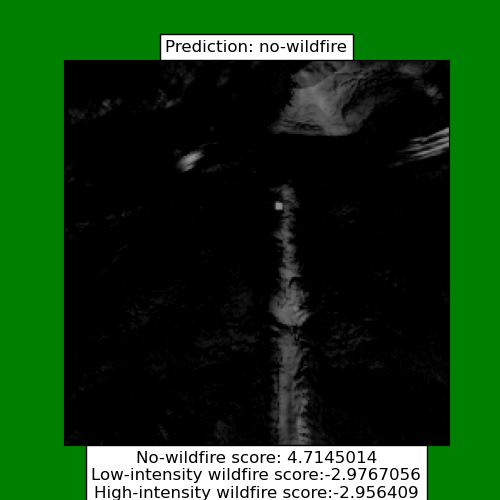 Prediction: no-wildfire
No-wildfire score: 4.7145014
Low-intensity wildfire score:-2.9767056
High-intensity wildfire score:-2.956409